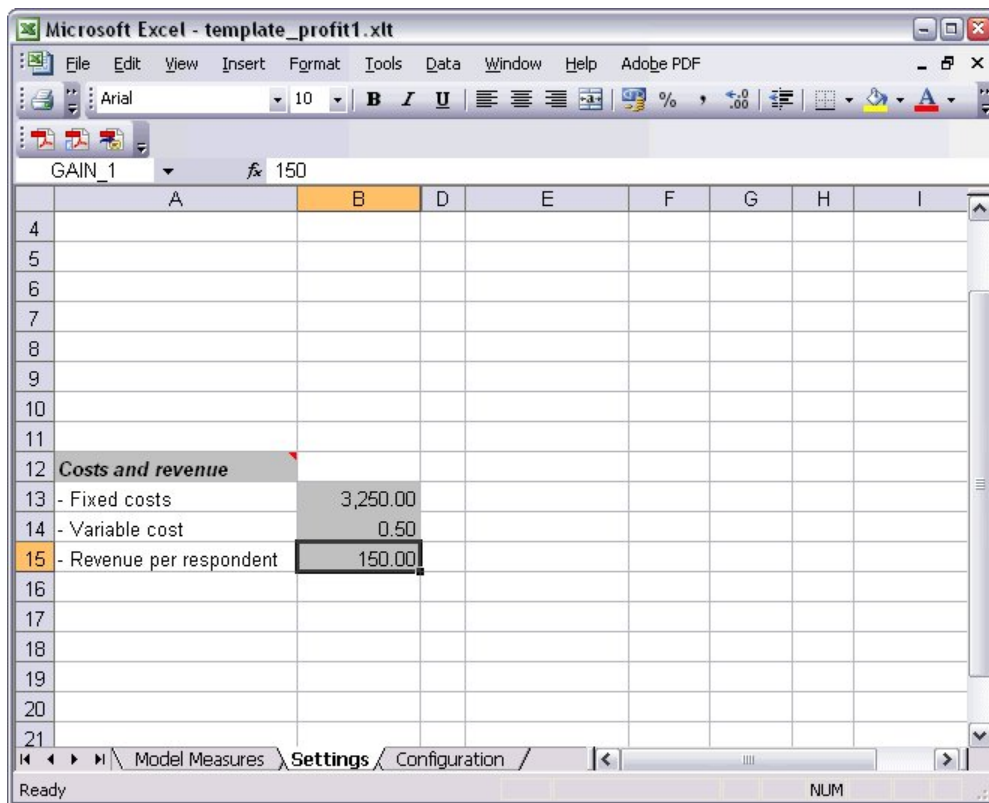 Microsoft Excel - template_profit1.xlt
File Edit View Insert Format Tools Data Window Help Adobe PDF
Arial 10 B I U % , .00 A
GAIN_1 fx 150
A B D E F G H I
4
5
6
7
8
9
10
11
12 Costs and revenue
13 - Fixed costs 3,250.00
14 - Variable cost 0.50
15 - Revenue per respondent 150.00
16
17
18
19
20
21
Model Measures Settings Configuration
Ready NUM